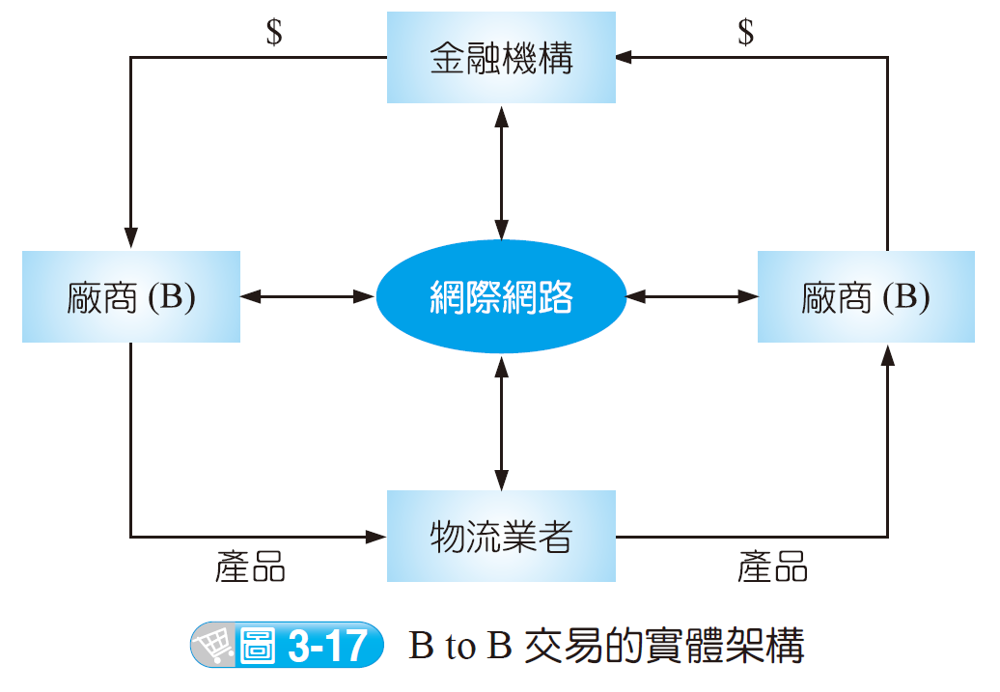 $
金融機構
$
廠商 (B)
網際網路
廠商 (B)
物流業者
產品
產品
圖 3-17 B to B 交易的實體架構